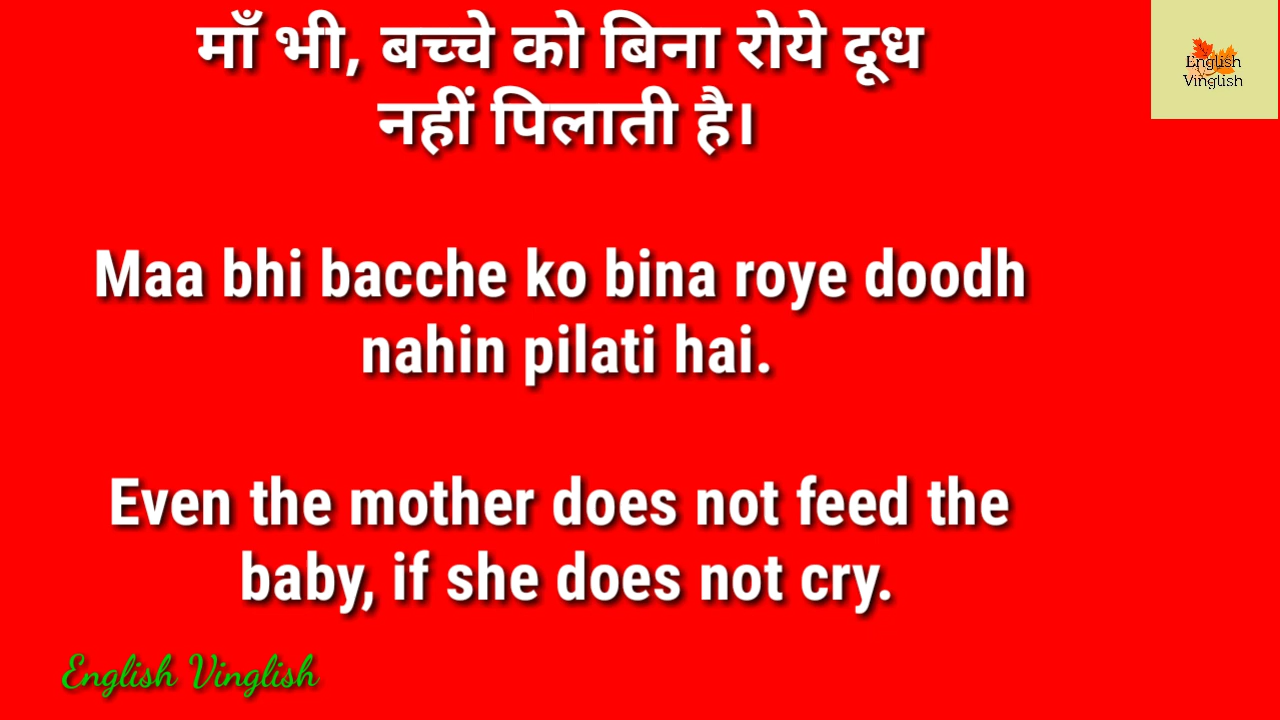 माँ भी, बच्चे को बिना रोये दूध
नहीं पिलाती है।
Maa bhi bacche ko bina roye doodh
nahin pilati hai.
Even the mother does not feed the
baby, if she does not cry.
English Vinglish
English
Vinglish